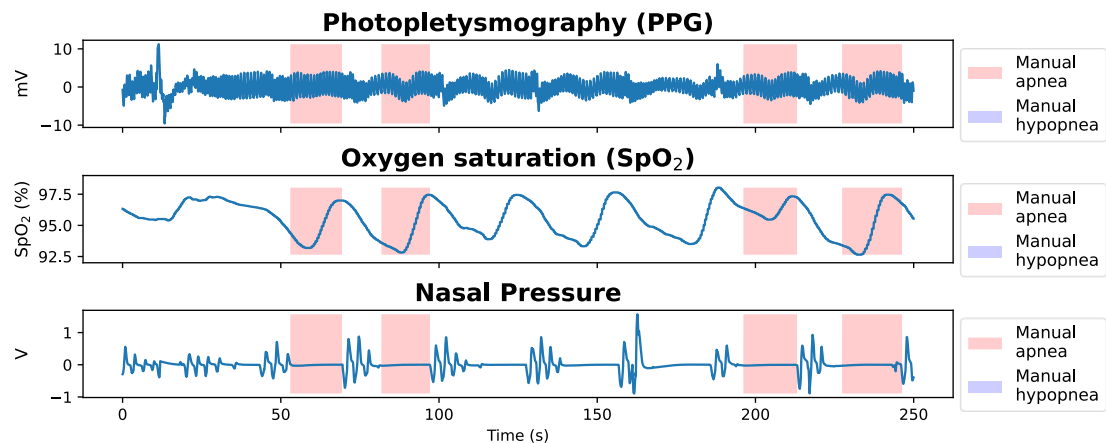 Photopletysmography (PPG)
10
0
−10
mV
Manual
apnea
Manual
hypopnea
Oxygen saturation (SpO₂)
97.5
95.0
92.5
SpO₂ (%)
Manual
apnea
Manual
hypopnea
Nasal Pressure
1
0
−1
V
Manual
apnea
Manual
hypopnea
0 50 100 150 200 250
Time (s)